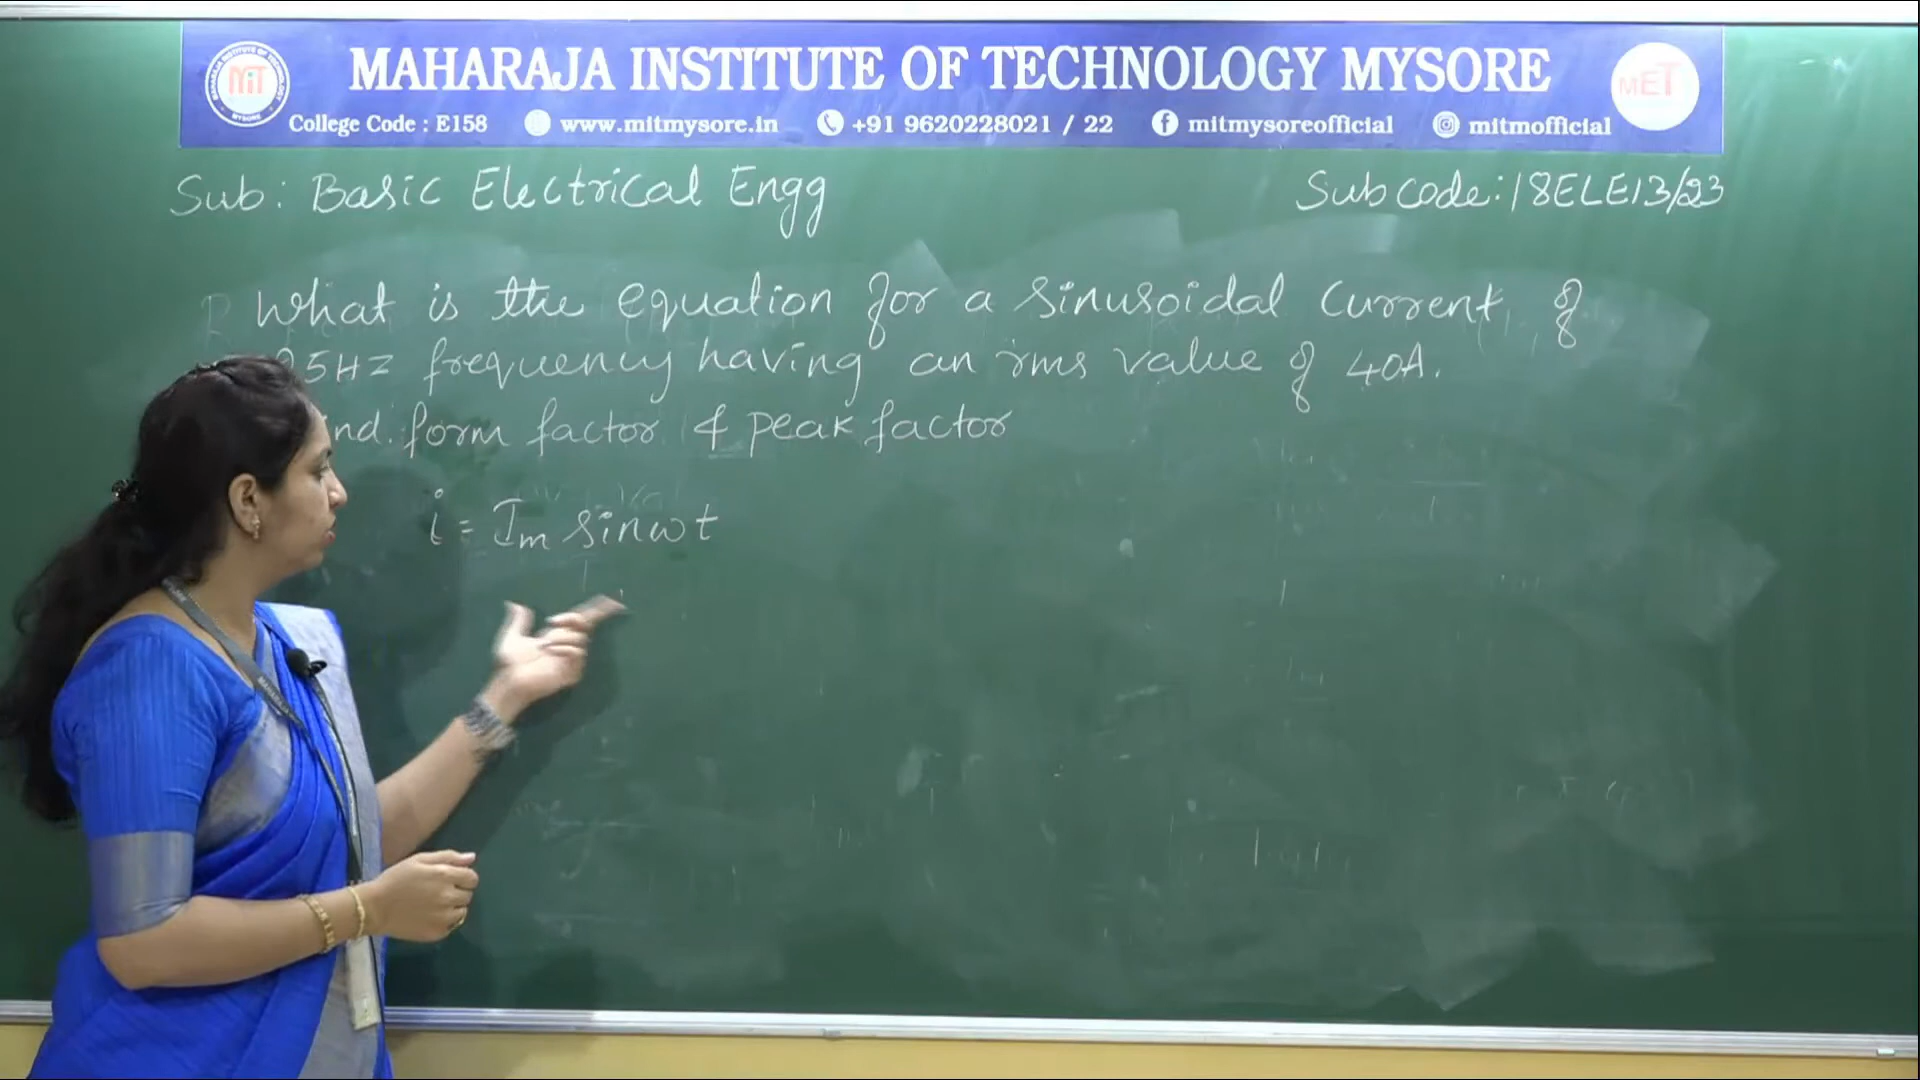 MAHARAJA INSTITUTE OF TECHNOLOGY MYSORE
College Code : E158 www.mitmysore.in +91 9620228021 / 22 mitmysoreofficial mitmofficial
MiT
MET
Sub: Basic Electrical Engg Sub code: 18ELE13/23
What is the equation for a sinusoidal current of
5HZ frequency having an rms value of 40A.
nd form factor & peak factor
i = Im sinωt